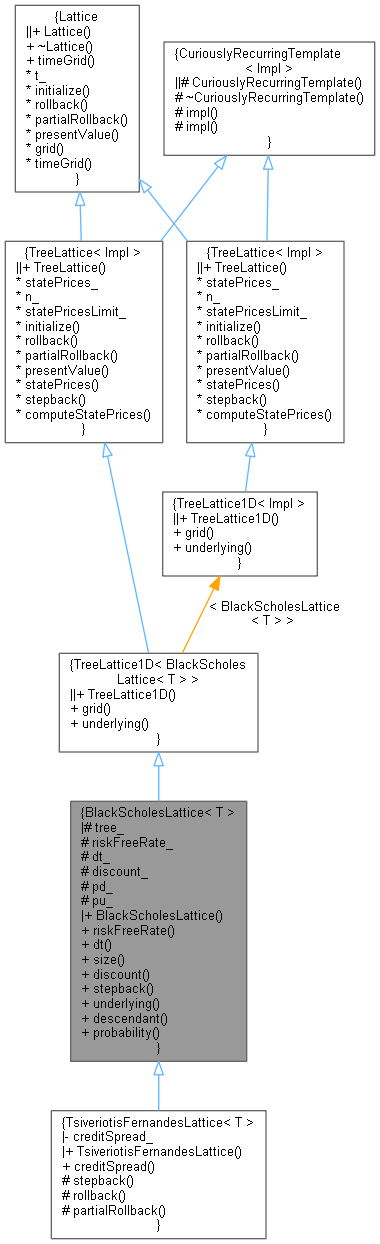 {Lattice
||+ Lattice()
+ ~Lattice()
+ timeGrid()
* t_
* initialize()
* rollback()
* partialRollback()
* presentValue()
* grid()
* timeGrid()
}
{CuriouslyRecurringTemplate
< Impl >
||# CuriouslyRecurringTemplate()
# ~CuriouslyRecurringTemplate()
# impl()
# impl()
}
{TreeLattice< Impl >
||+ TreeLattice()
* statePrices_
* n_
* statePricesLimit_
* initialize()
* rollback()
* partialRollback()
* presentValue()
* statePrices()
* stepback()
* computeStatePrices()
}
{TreeLattice< Impl >
||+ TreeLattice()
* statePrices_
* n_
* statePricesLimit_
* initialize()
* rollback()
* partialRollback()
* presentValue()
* statePrices()
* stepback()
* computeStatePrices()
}
{TreeLattice1D< Impl >
||+ TreeLattice1D()
+ grid()
+ underlying()
}
< BlackScholesLattice
< T > >
{TreeLattice1D< BlackScholes
Lattice< T > >
||+ TreeLattice1D()
+ grid()
+ underlying()
}
{BlackScholesLattice< T >
|# tree_
# riskFreeRate_
# dt_
# discount_
# pd_
# pu_
|+ BlackScholesLattice()
+ riskFreeRate()
+ dt()
+ size()
+ discount()
+ stepback()
+ underlying()
+ descendant()
+ probability()
}
{TsiveriotisFernandesLattice< T >
|- creditSpread_
|+ TsiveriotisFernandesLattice()
+ creditSpread()
# stepback()
# rollback()
# partialRollback()
}